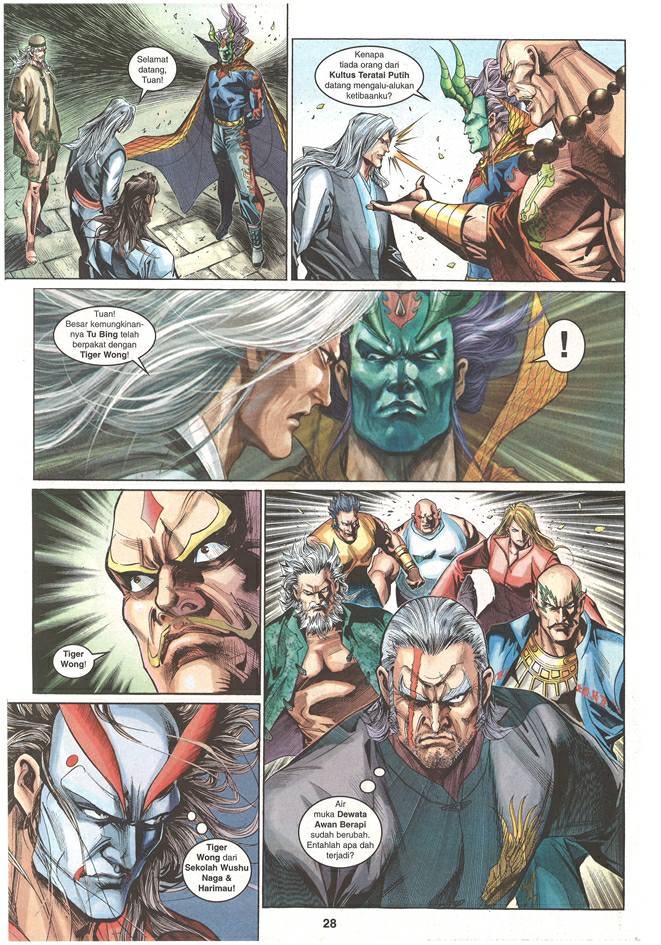 Selamat
datang,
Tuan!
Kenapa
tiada orang dari
Kultus Teratai Putih
datang mengalu-alukan
ketibaanku?
Tuan!
Besar kemungkinan-
nya Tu Bing telah
berpakat dengan
Tiger Wong!
!
Tiger
Wong!
Tiger
Wong dari
Sekolah Wushu
Naga &
Harimau!
Air
muka Dewata
Awan Berapi
sudah berubah.
Entahlah apa dah
terjadi?
28